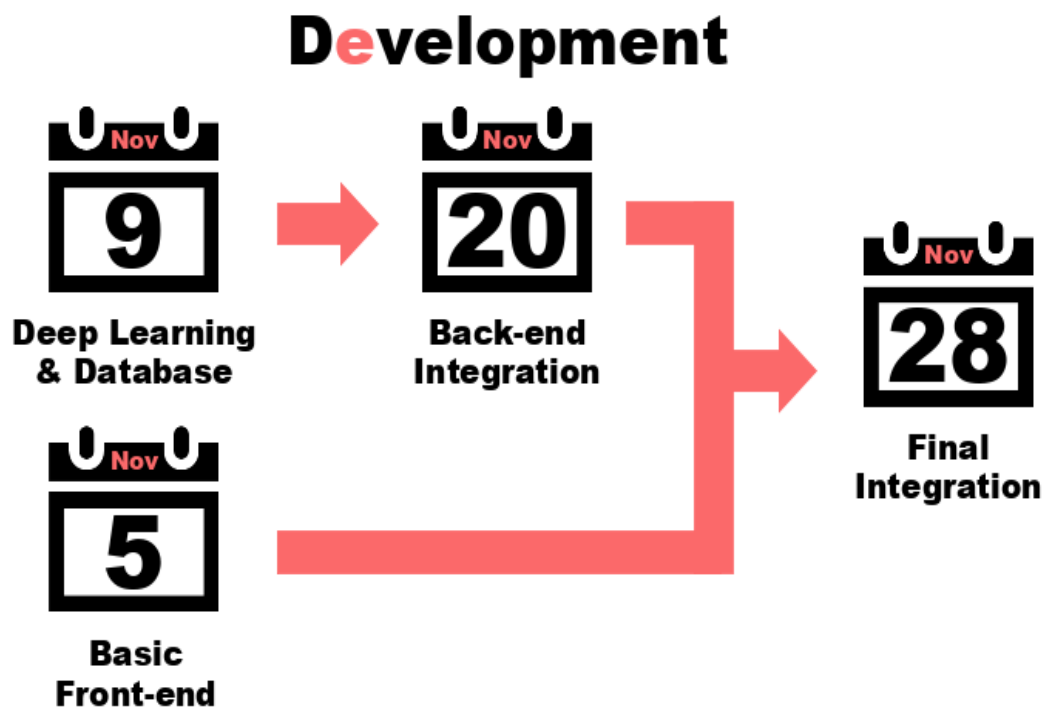 Development
Nov
9
Deep Learning
& Database
Nov
20
Back-end
Integration
Nov
5
Basic
Front-end
Nov
28
Final
Integration